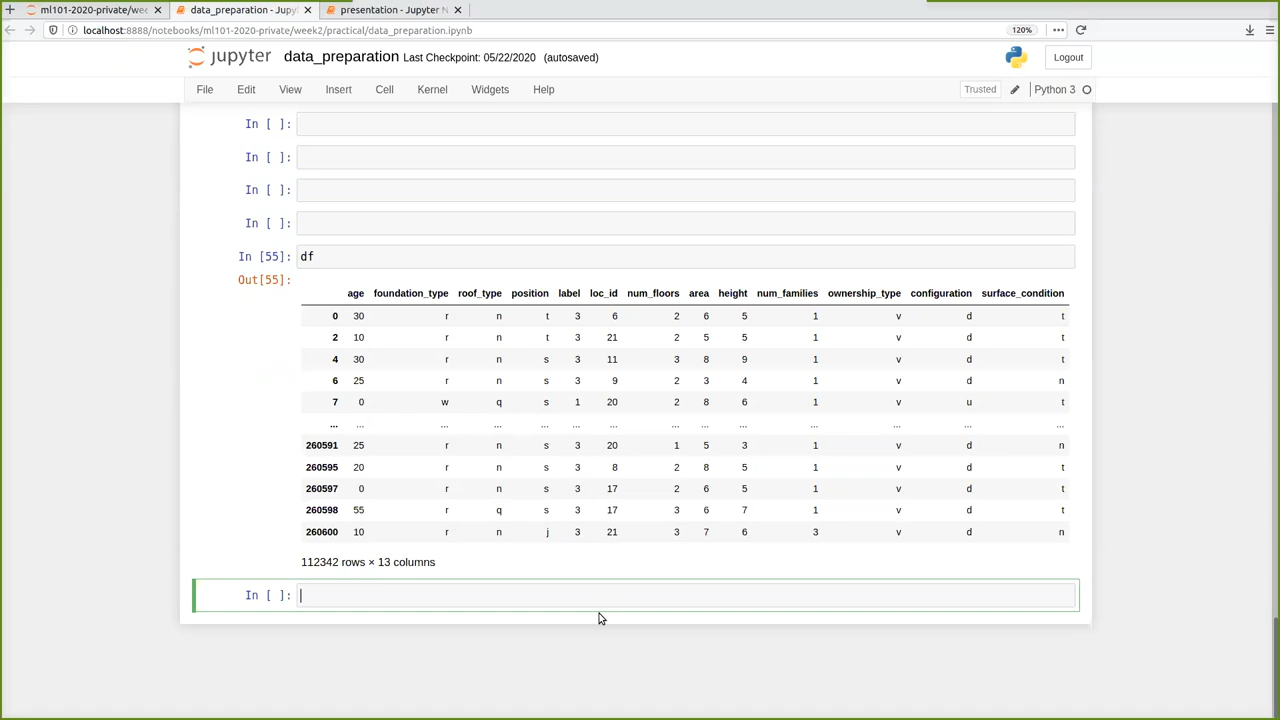 ml101-2020-private/wee
data_preparation - Jupy
presentation - Jupyter N
localhost:8888/notebooks/ml101-2020-private/week2/practical/data_preparation.ipynb
120%
jupyter data_preparation Last Checkpoint: 05/22/2020 (autosaved)
Logout
File Edit View Insert Cell Kernel Widgets Help
Trusted Python 3
In [ ]:
In [ ]:
In [ ]:
In [ ]:
In [55]: df
Out[55]:
age foundation_type roof_type position label loc_id num_floors area height num_families ownership_type configuration surface_condition
0 30 r n t 3 6 2 6 5 1 v d t
2 10 r n t 3 21 2 5 5 1 v d t
4 30 r n s 3 11 3 8 9 1 v d t
6 25 r n s 3 9 2 3 4 1 v d n
7 0 w q s 1 20 2 8 6 1 v u t
... ... ... ... ... ... ... ... ... ... ... ... ... ...
260591 25 r n s 3 20 1 5 3 1 v d n
260595 20 r n s 3 8 2 8 5 1 v d t
260597 0 r n s 3 17 2 6 5 1 v d t
260598 55 r q s 3 17 3 6 7 1 v d t
260600 10 r n j 3 21 3 7 6 3 v d n
112342 rows × 13 columns
In [ ]: